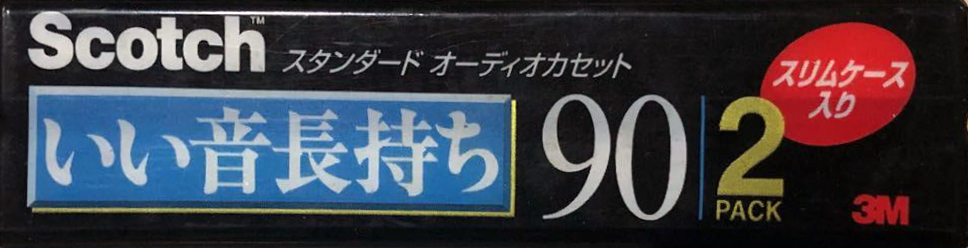 Scotch™
スタンダード オーディオカセット
いい音長持ち
90
2
PACK
スリムケース
入り
3M